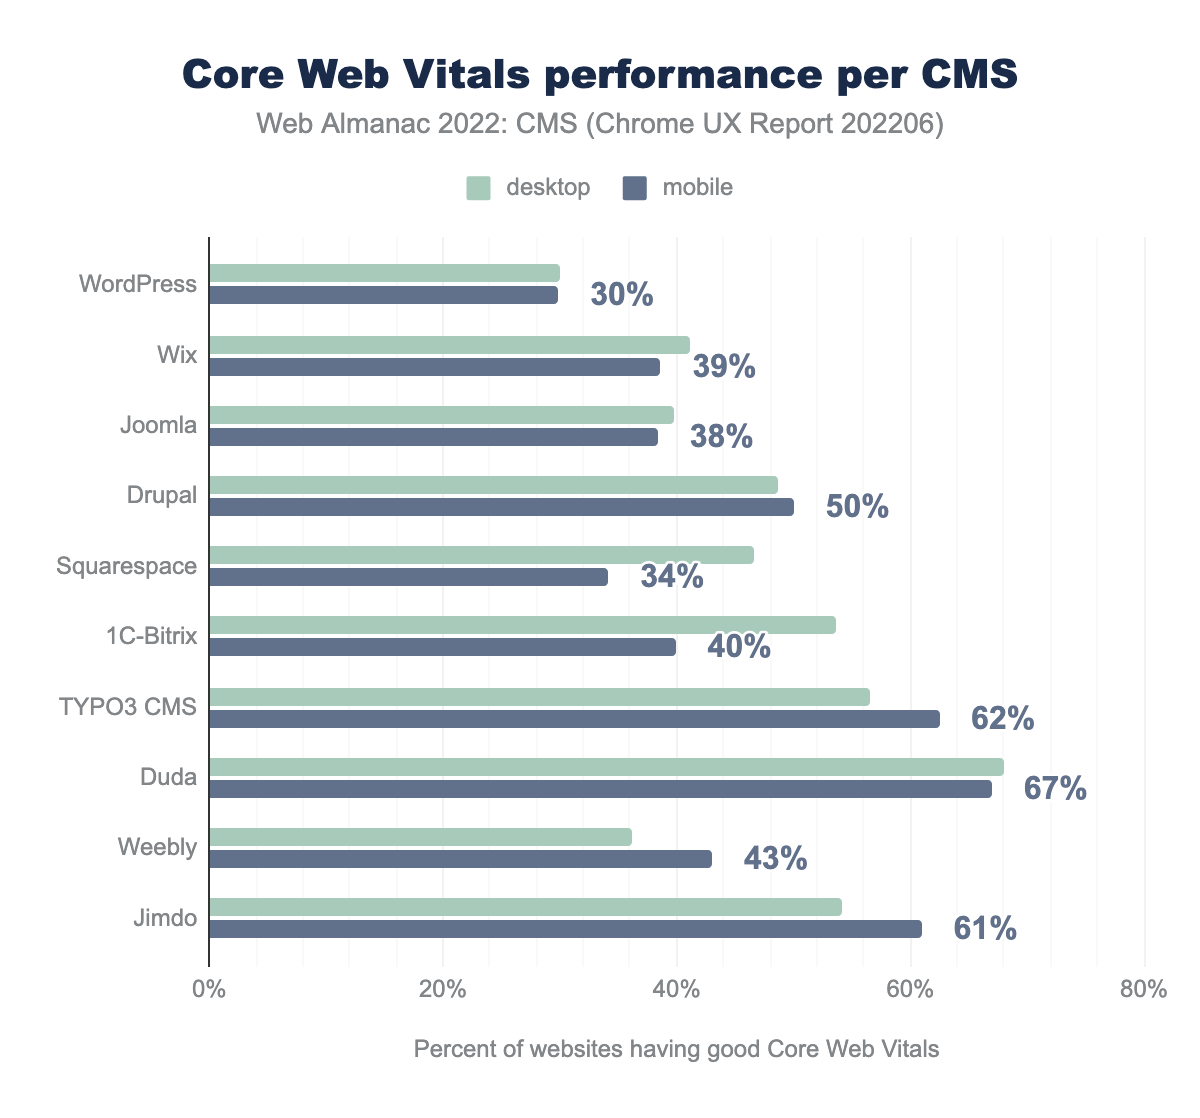 Core Web Vitals performance per CMS
Web Almanac 2022: CMS (Chrome UX Report 202206)
desktop mobile
WordPress 30%
Wix 39%
Joomla 38%
Drupal 50%
Squarespace 34%
1C-Bitrix 40%
TYPO3 CMS 62%
Duda 67%
Weebly 43%
Jimdo 61%
0% 20% 40% 60% 80%
Percent of websites having good Core Web Vitals